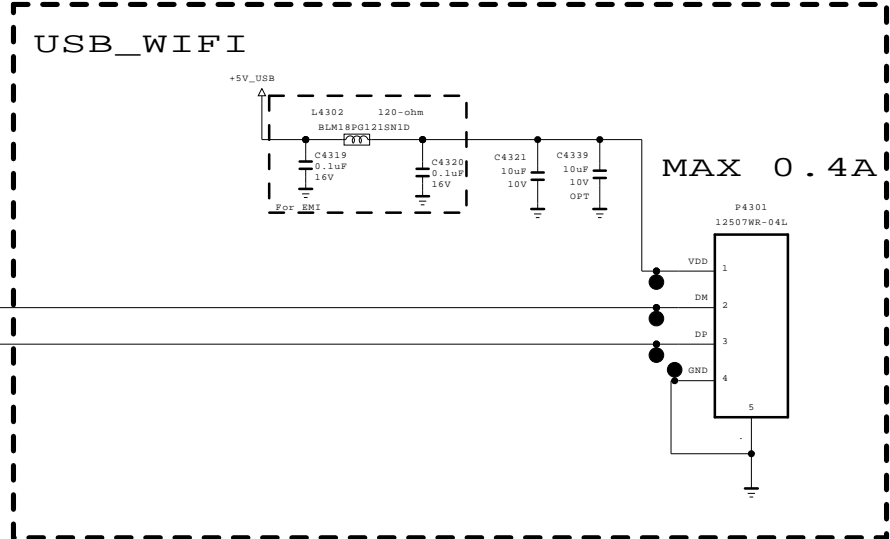 USB_WIFI
+5V_USB
L4302 120-ohm
BLM18PG121SN1D
C4319
0.1uF
16V
C4320
0.1uF
16V
C4321
10uF
10V
C4339
10uF
10V
OPT
For EMI
MAX 0.4A
P4301
12507WR-04L
VDD
1
DM
2
DP
3
GND
4
5
.